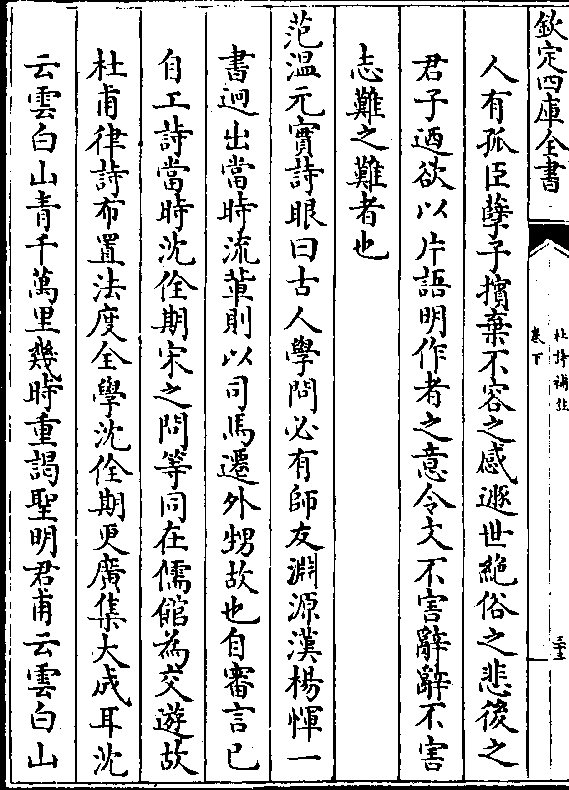 欽定四庫全書
杜詩補註
卷下
人有孤臣孽子擯棄不容之感遯世絶俗之悲後之
君子迺欲以片語明作者之意令文不害辭辭不害
志難之難者也
范温元實詩眼曰古人學問必有師友淵源漢楊惲一
書迥出當時流輩則以司馬遷外甥故也自審言已
自工詩當時沈佺期宋之問等同在儒館為交遊故
杜甫律詩布置法度全學沈佺期更廣集大成耳沈
云雲白山青千萬里幾時重謁聖明君甫云雲白山